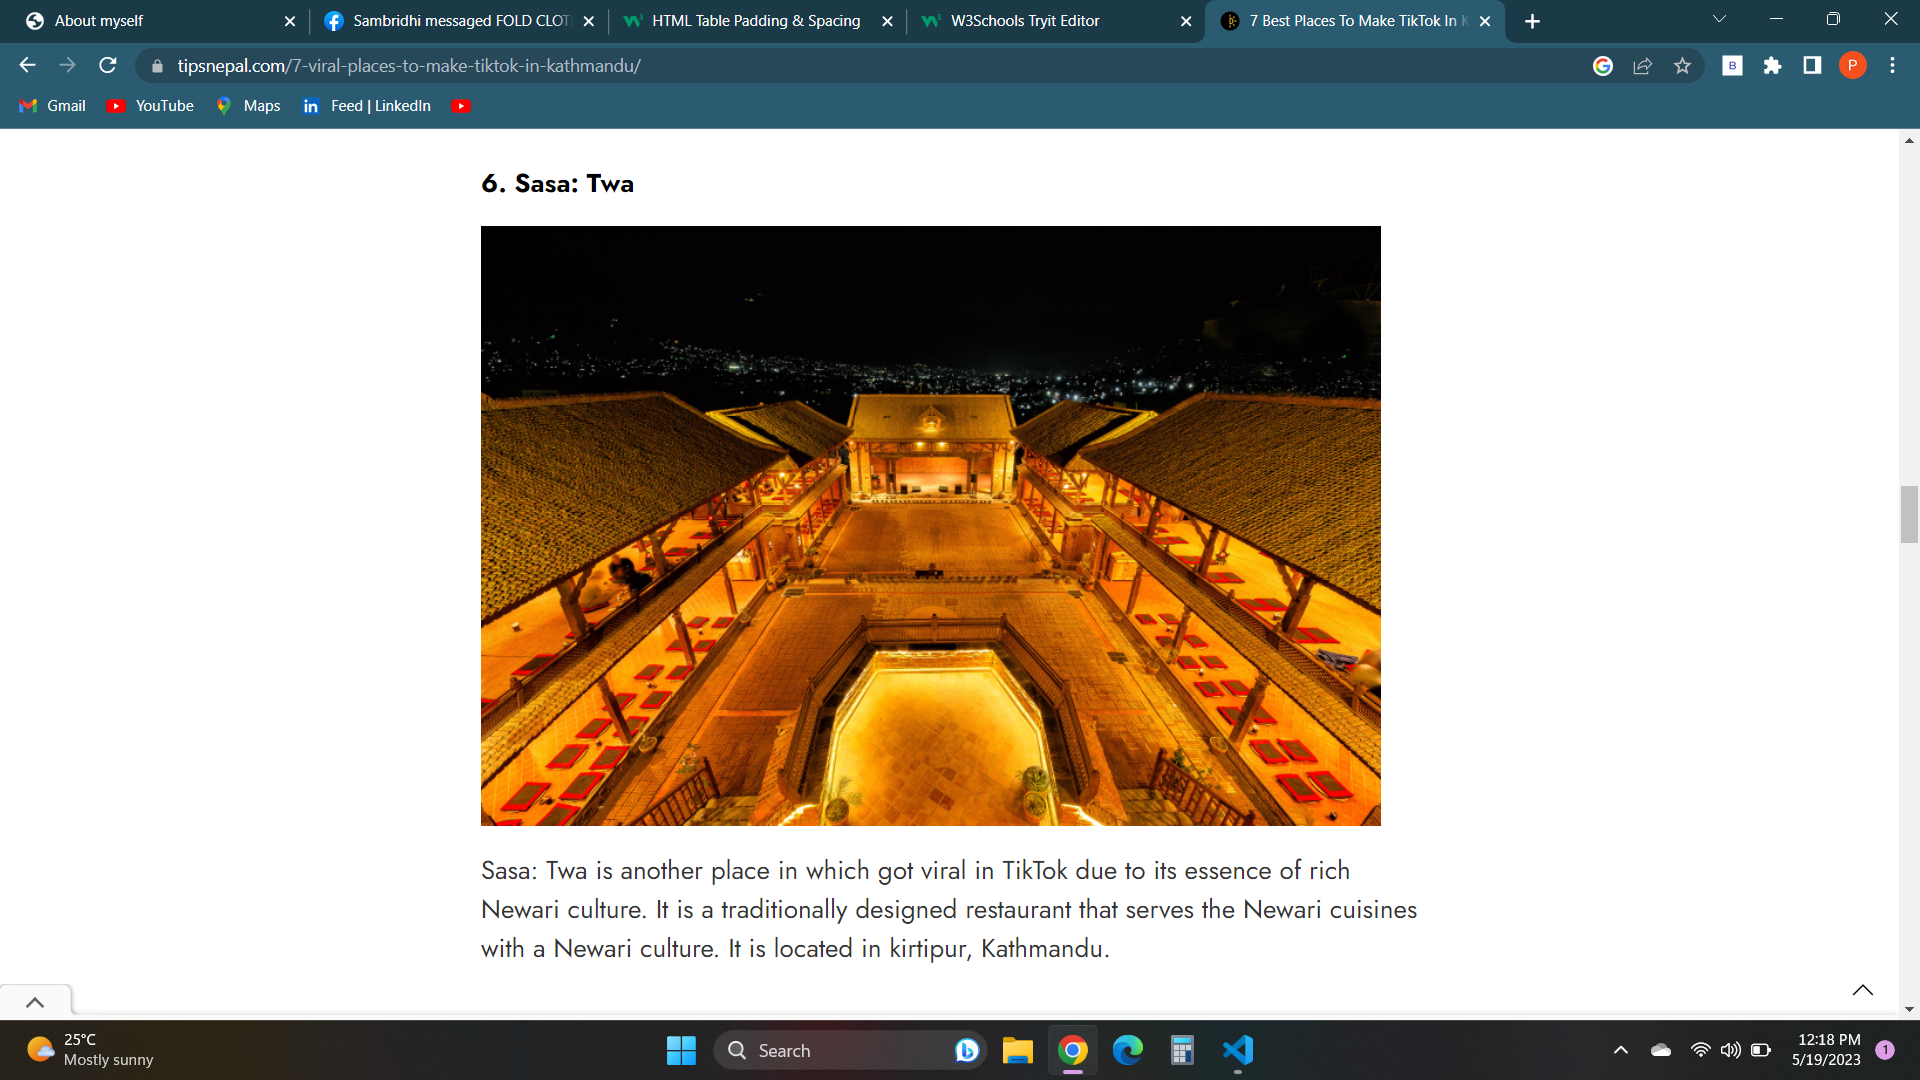 About myself
Sambridhi messaged FOLD CLOT
HTML Table Padding & Spacing
W3Schools Tryit Editor
7 Best Places To Make TikTok In K
tipsnepal.com/7-viral-places-to-make-tiktok-in-kathmandu/
B
P
Gmail
YouTube
Maps
Feed | LinkedIn
6. Sasa: Twa
Sasa: Twa is another place in which got viral in TikTok due to its essence of rich
Newari culture. It is a traditionally designed restaurant that serves the Newari cuisines
with a Newari culture. It is located in kirtipur, Kathmandu.
25°C
Mostly sunny
Search
12:18 PM
5/19/2023
1